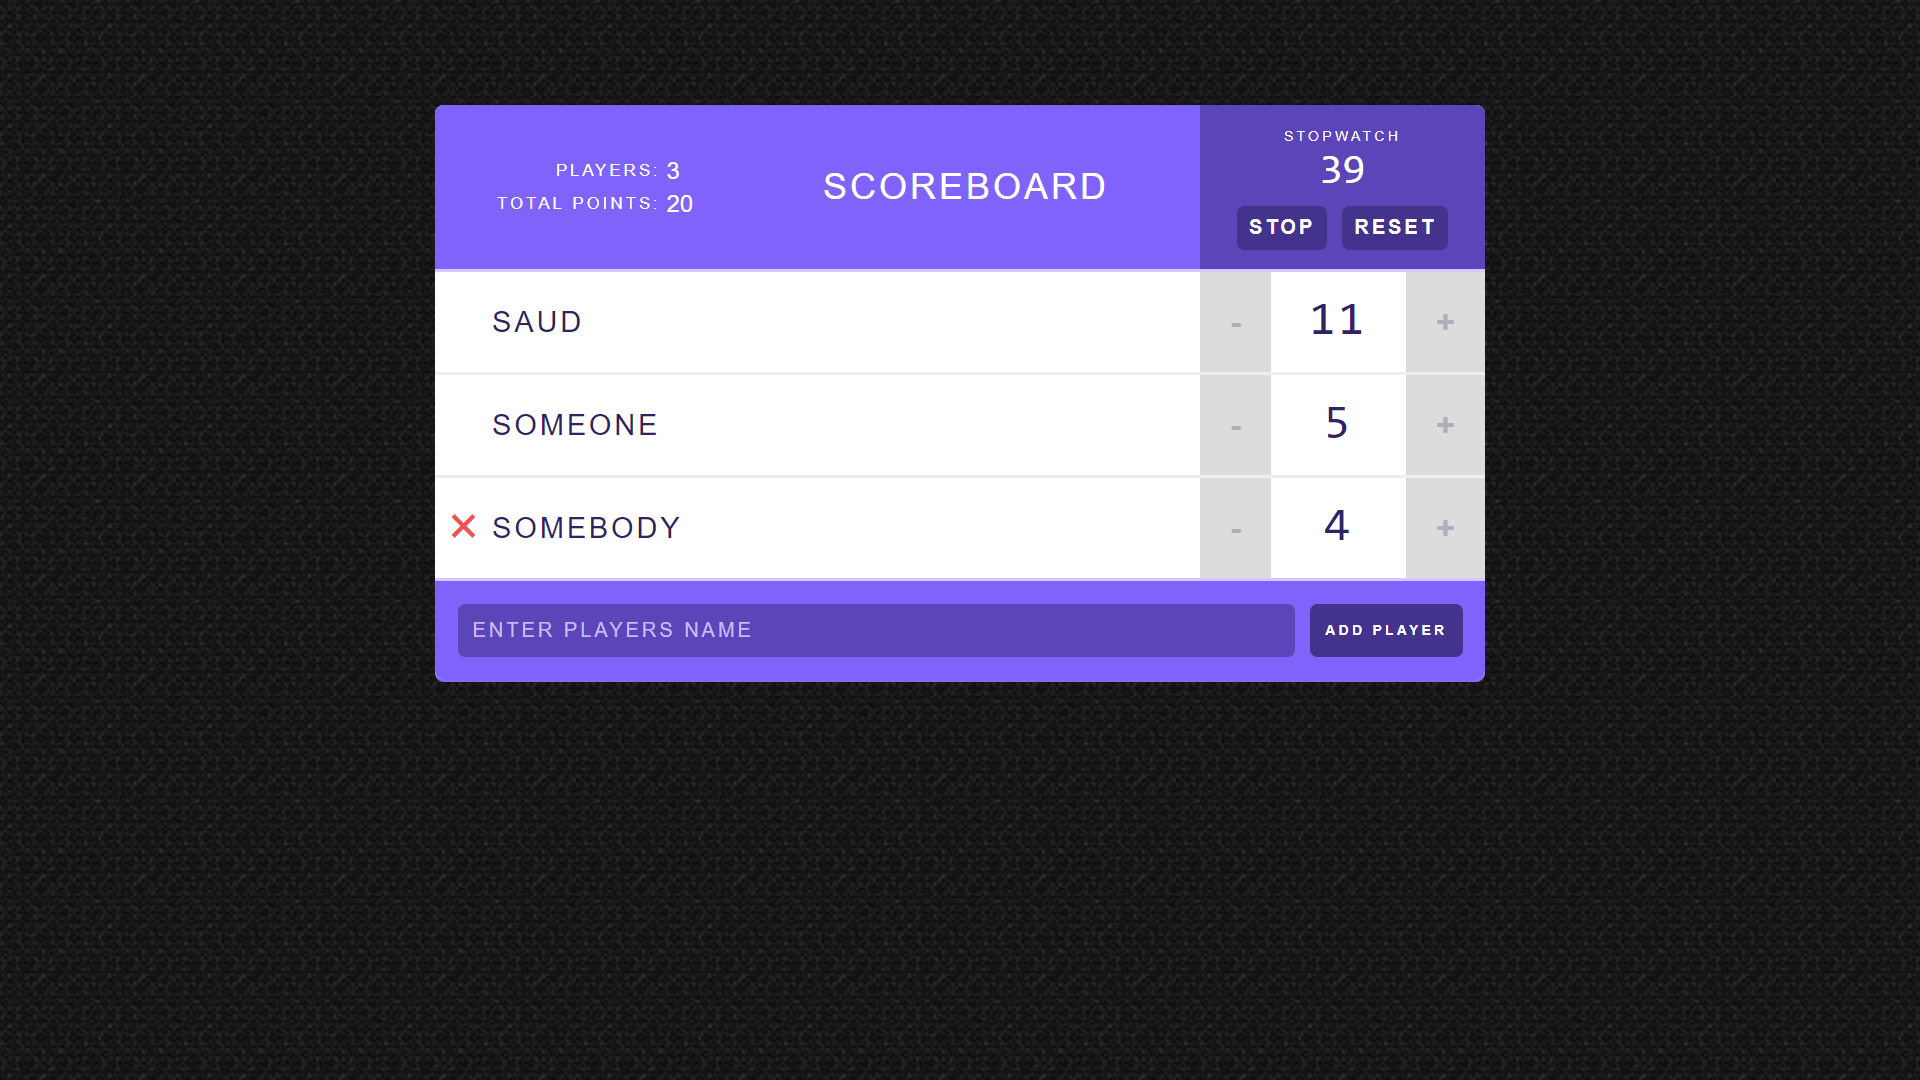 PLAYERS: 3
TOTAL POINTS: 20
SCOREBOARD
STOPWATCH
39
STOP RESET
SAUD - 11 +
SOMEONE - 5 +
✕ SOMEBODY - 4 +
ENTER PLAYERS NAME ADD PLAYER